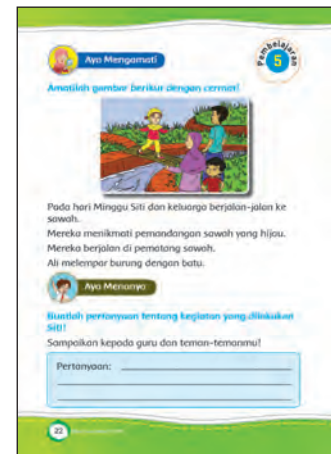 Pembelajaran
5
Ayo Mengamati
Amatilah gambar berikut dengan cermat!
Pada hari Minggu Siti dan keluarga berjalan-jalan ke
sawah.
Mereka menikmati pemandangan sawah yang hijau.
Mereka berjalan di pematang sawah.
Ali melempar burung dengan batu.
Ayo Menanya
Buatlah pertanyaan tentang kegiatan yang dilakukan
Siti!
Sampaikan kepada guru dan teman-temanmu!
Pertanyaan:
22